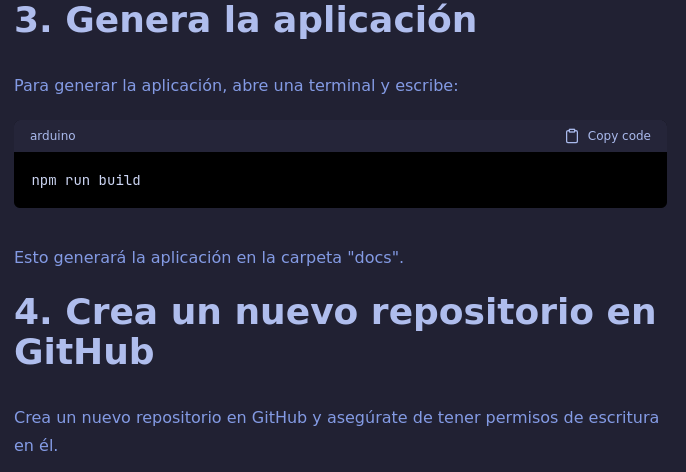 3. Genera la aplicación
Para generar la aplicación, abre una terminal y escribe:
arduino
Copy code
npm run build
Esto generará la aplicación en la carpeta "docs".
4. Crea un nuevo repositorio en
GitHub
Crea un nuevo repositorio en GitHub y asegúrate de tener permisos de escritura
en él.